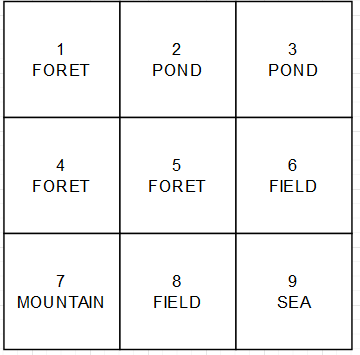 1
FORET
2
POND
3
POND
4
FORET
5
FORET
6
FIELD
7
MOUNTAIN
8
FIELD
9
SEA